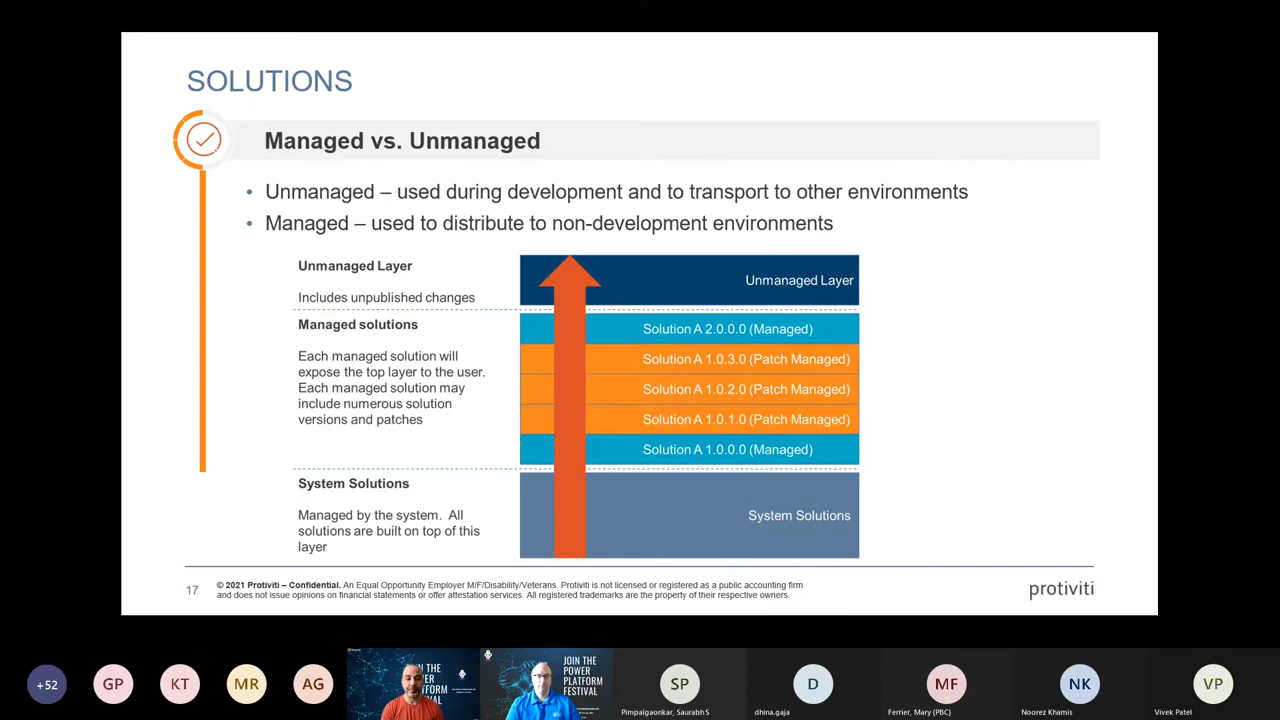 SOLUTIONS
Managed vs. Unmanaged
• Unmanaged – used during development and to transport to other environments
• Managed – used to distribute to non-development environments
Unmanaged Layer
Includes unpublished changes
Managed solutions
Each managed solution will
expose the top layer to the user.
Each managed solution may
include numerous solution
versions and patches
System Solutions
Managed by the system. All
solutions are built on top of this
layer
Unmanaged Layer
Solution A 2.0.0.0 (Managed)
Solution A 1.0.3.0 (Patch Managed)
Solution A 1.0.2.0 (Patch Managed)
Solution A 1.0.1.0 (Patch Managed)
Solution A 1.0.0.0 (Managed)
System Solutions
17
© 2021 Protiviti – Confidential. An Equal Opportunity Employer M/F/Disability/Veterans. Protiviti is not licensed or registered as a public accounting firm
and does not issue opinions on financial statements or offer attestation services. All registered trademarks are the property of their respective owners.
protiviti
+52
GP
KT
MR
AG
JOIN THE
POWER
PLATFORM
FESTIVAL
SP
Pimpalgaonkar, Saurabh S
D
dhina.gaja
MF
Ferrier, Mary (PBC)
NK
Noorez Khamis
VP
Vivek Patel